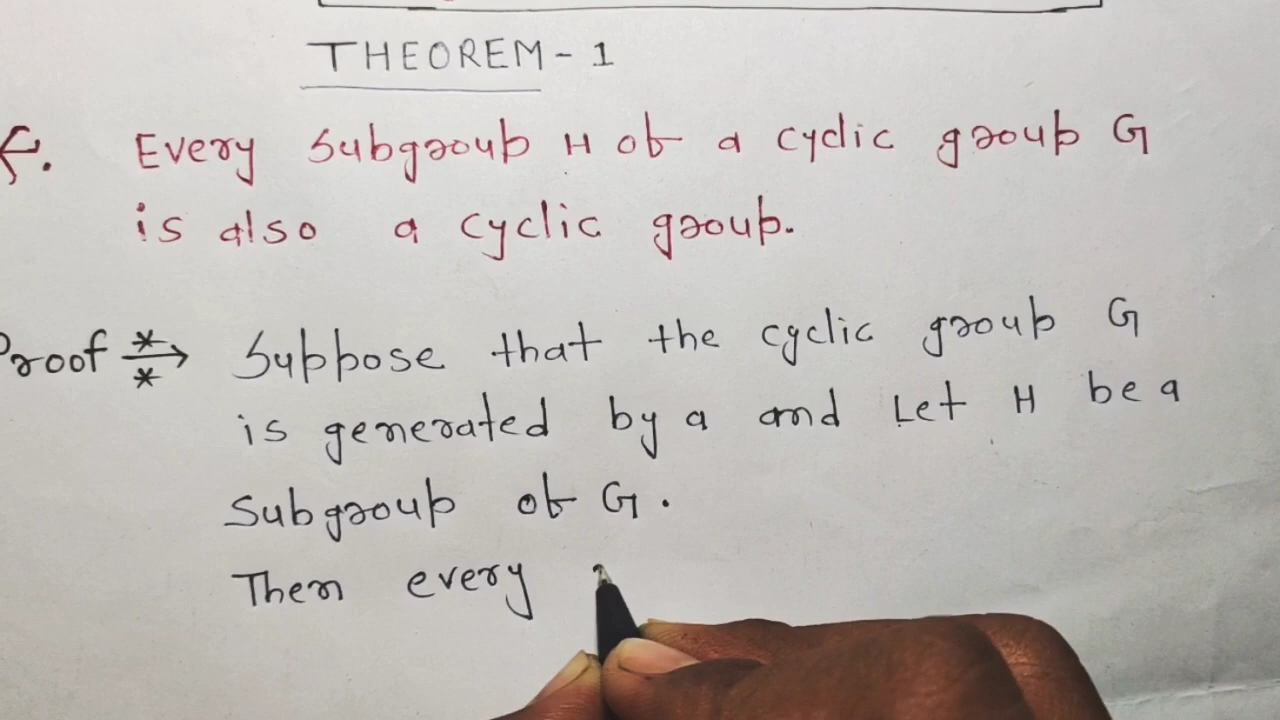 THEOREM - 1
Every subgroup H of a cyclic group G
is also a cyclic group.
Proof Suppose that the cyclic group G
is generated by a and Let H be a
Subgroup of G.
Then every